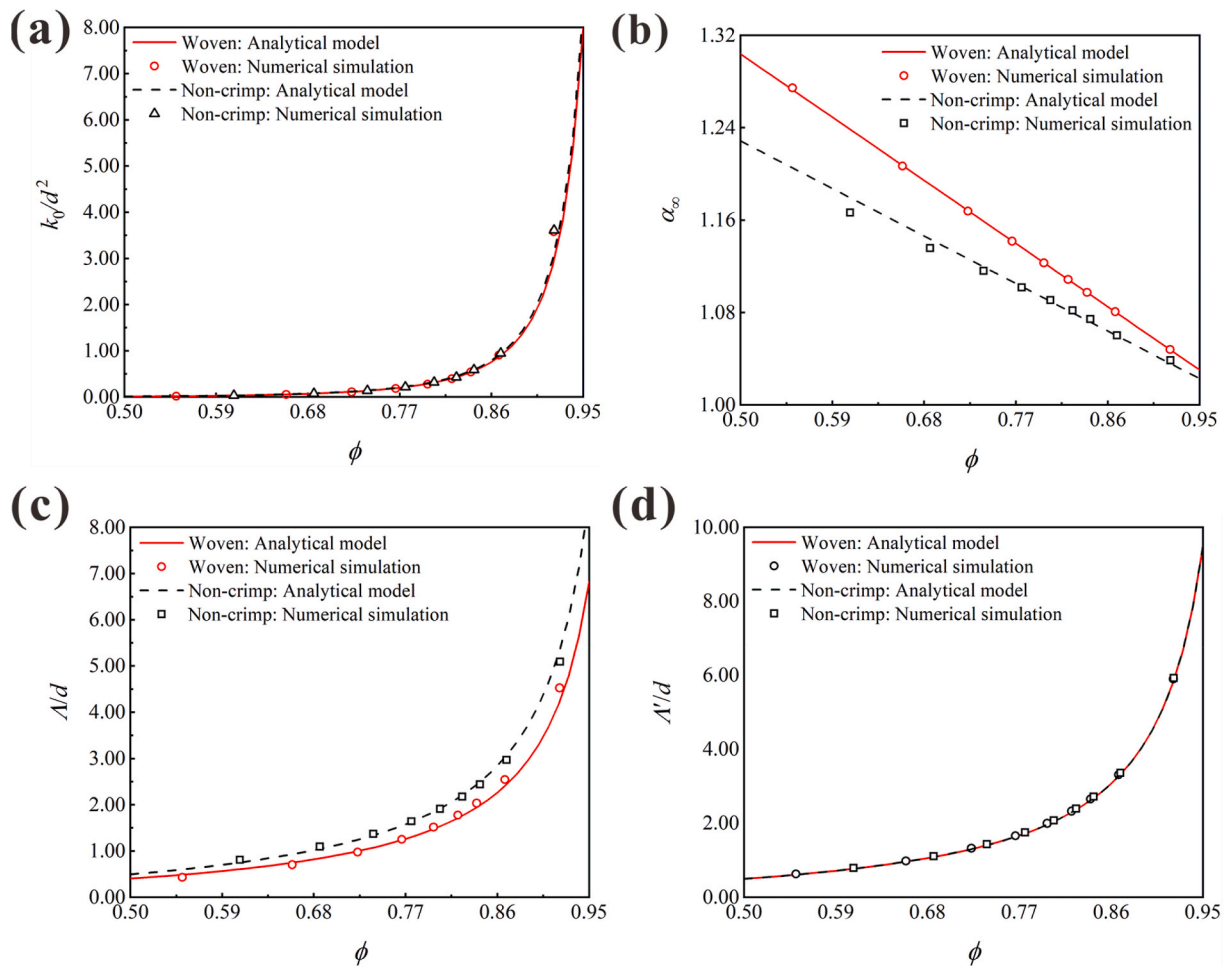 (a)
8.00
7.00
6.00
5.00
4.00
3.00
2.00
1.00
0.00
k₀/d²
Woven: Analytical model
Woven: Numerical simulation
Non-crimp: Analytical model
Non-crimp: Numerical simulation
0.50 0.59 0.68 0.77 0.86 0.95
ϕ
(b)
1.32
1.24
1.16
1.08
1.00
α∞
Woven: Analytical model
Woven: Numerical simulation
Non-crimp: Analytical model
Non-crimp: Numerical simulation
0.50 0.59 0.68 0.77 0.86 0.95
ϕ
(c)
8.00
7.00
6.00
5.00
4.00
3.00
2.00
1.00
0.00
Λ/d
Woven: Analytical model
Woven: Numerical simulation
Non-crimp: Analytical model
Non-crimp: Numerical simulation
0.50 0.59 0.68 0.77 0.86 0.95
ϕ
(d)
10.00
8.00
6.00
4.00
2.00
0.00
Λ'/d
Woven: Analytical model
Woven: Numerical simulation
Non-crimp: Analytical model
Non-crimp: Numerical simulation
0.50 0.59 0.68 0.77 0.86 0.95
ϕ